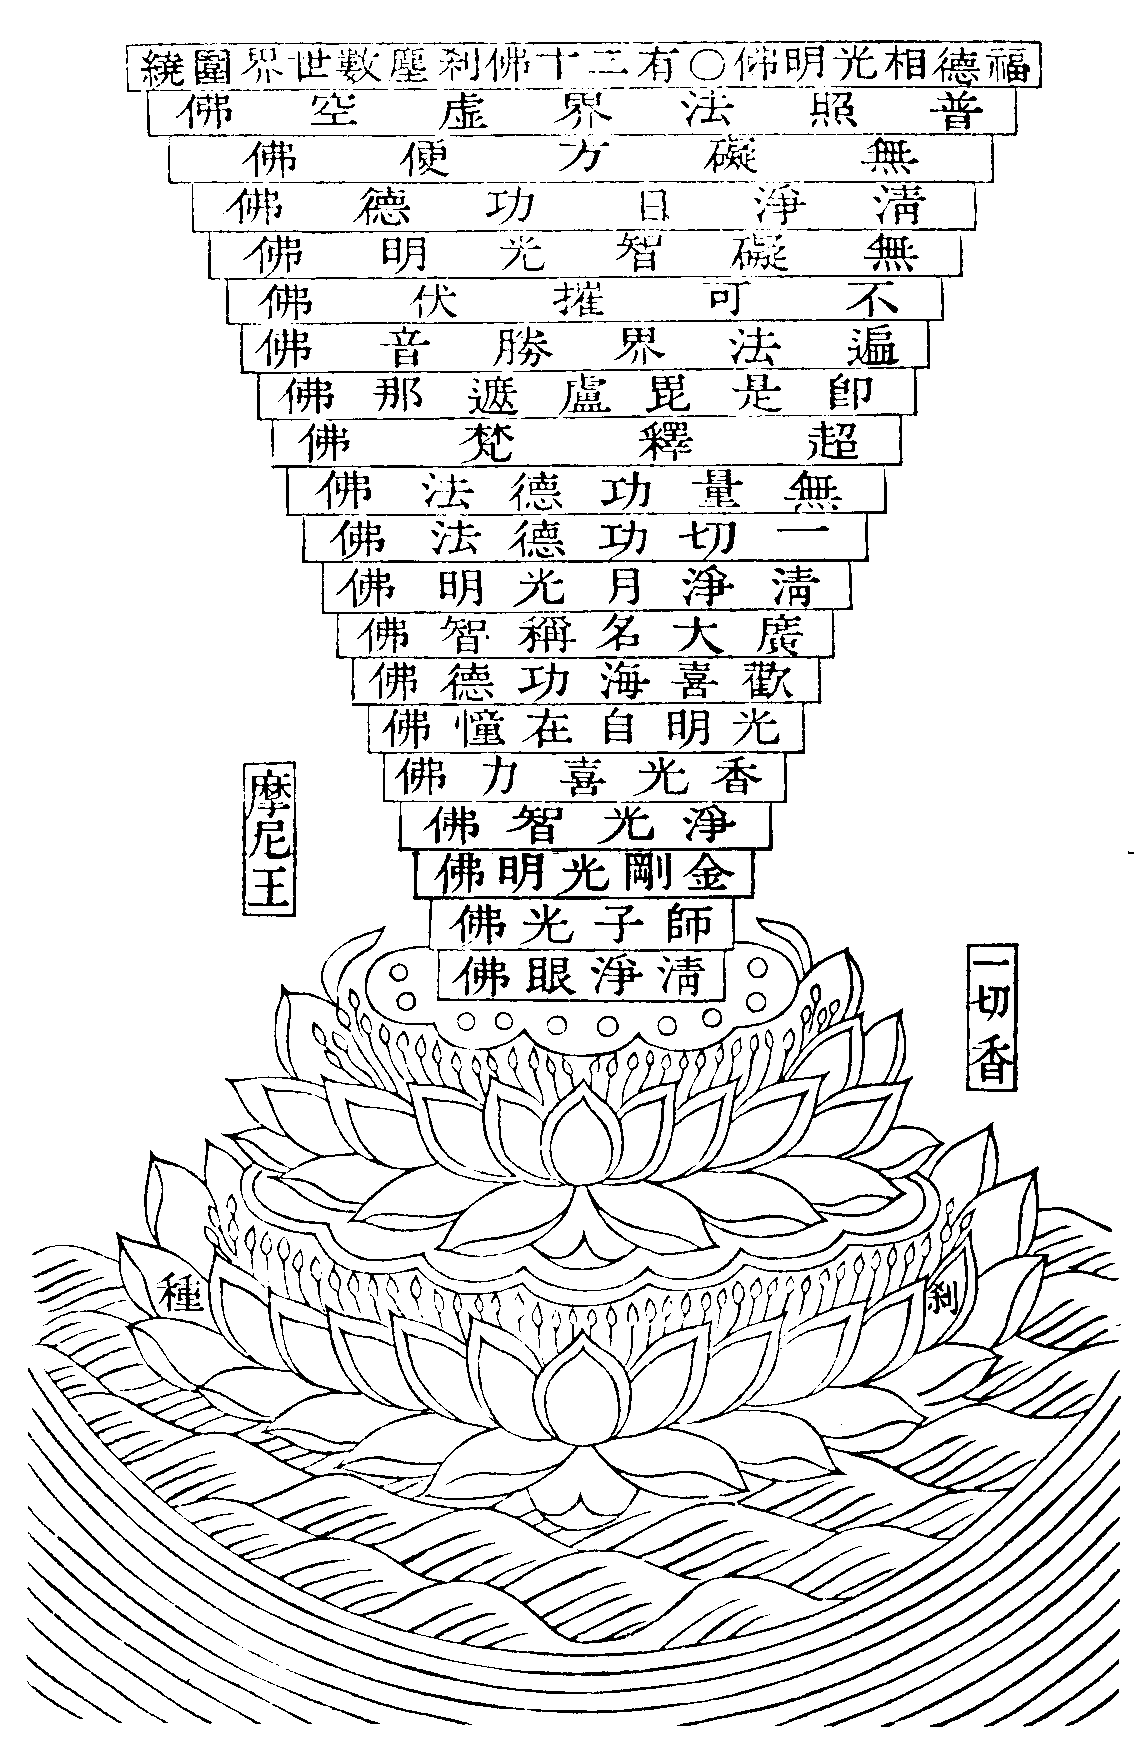 福德相光明佛○有二十佛刹塵數世界圍繞
普照法界虛空佛
無礙方便佛
清淨日功德佛
無礙智光明佛
不可摧伏佛
遍法界勝音佛
即是毘盧遮那佛
超釋梵佛
無量功德法佛
一切功德法佛
清淨月光明佛
廣大名稱智佛
歡喜海功德佛
光明自在憧佛
香光喜力佛
淨光智佛
金剛光明佛
師子光佛
清淨眼佛
一切香
摩尼王
刹
種